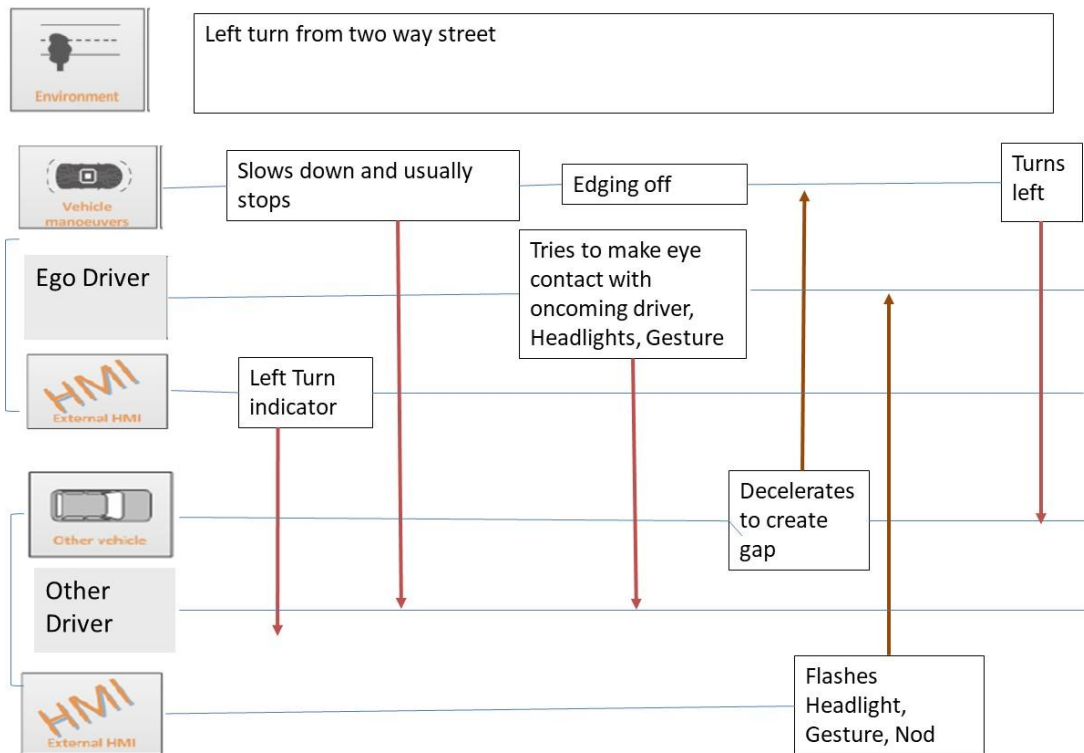 Environment
Left turn from two way street
Vehicle
manoeuvers
Slows down and usually
stops
Edging off
Turns
left
Ego Driver
Tries to make eye
contact with
oncoming driver,
Headlights, Gesture
HMI
External HMI
Left Turn
indicator
Other vehicle
Decelerates
to create
gap
Other
Driver
HMI
External HMI
Flashes
Headlight,
Gesture, Nod